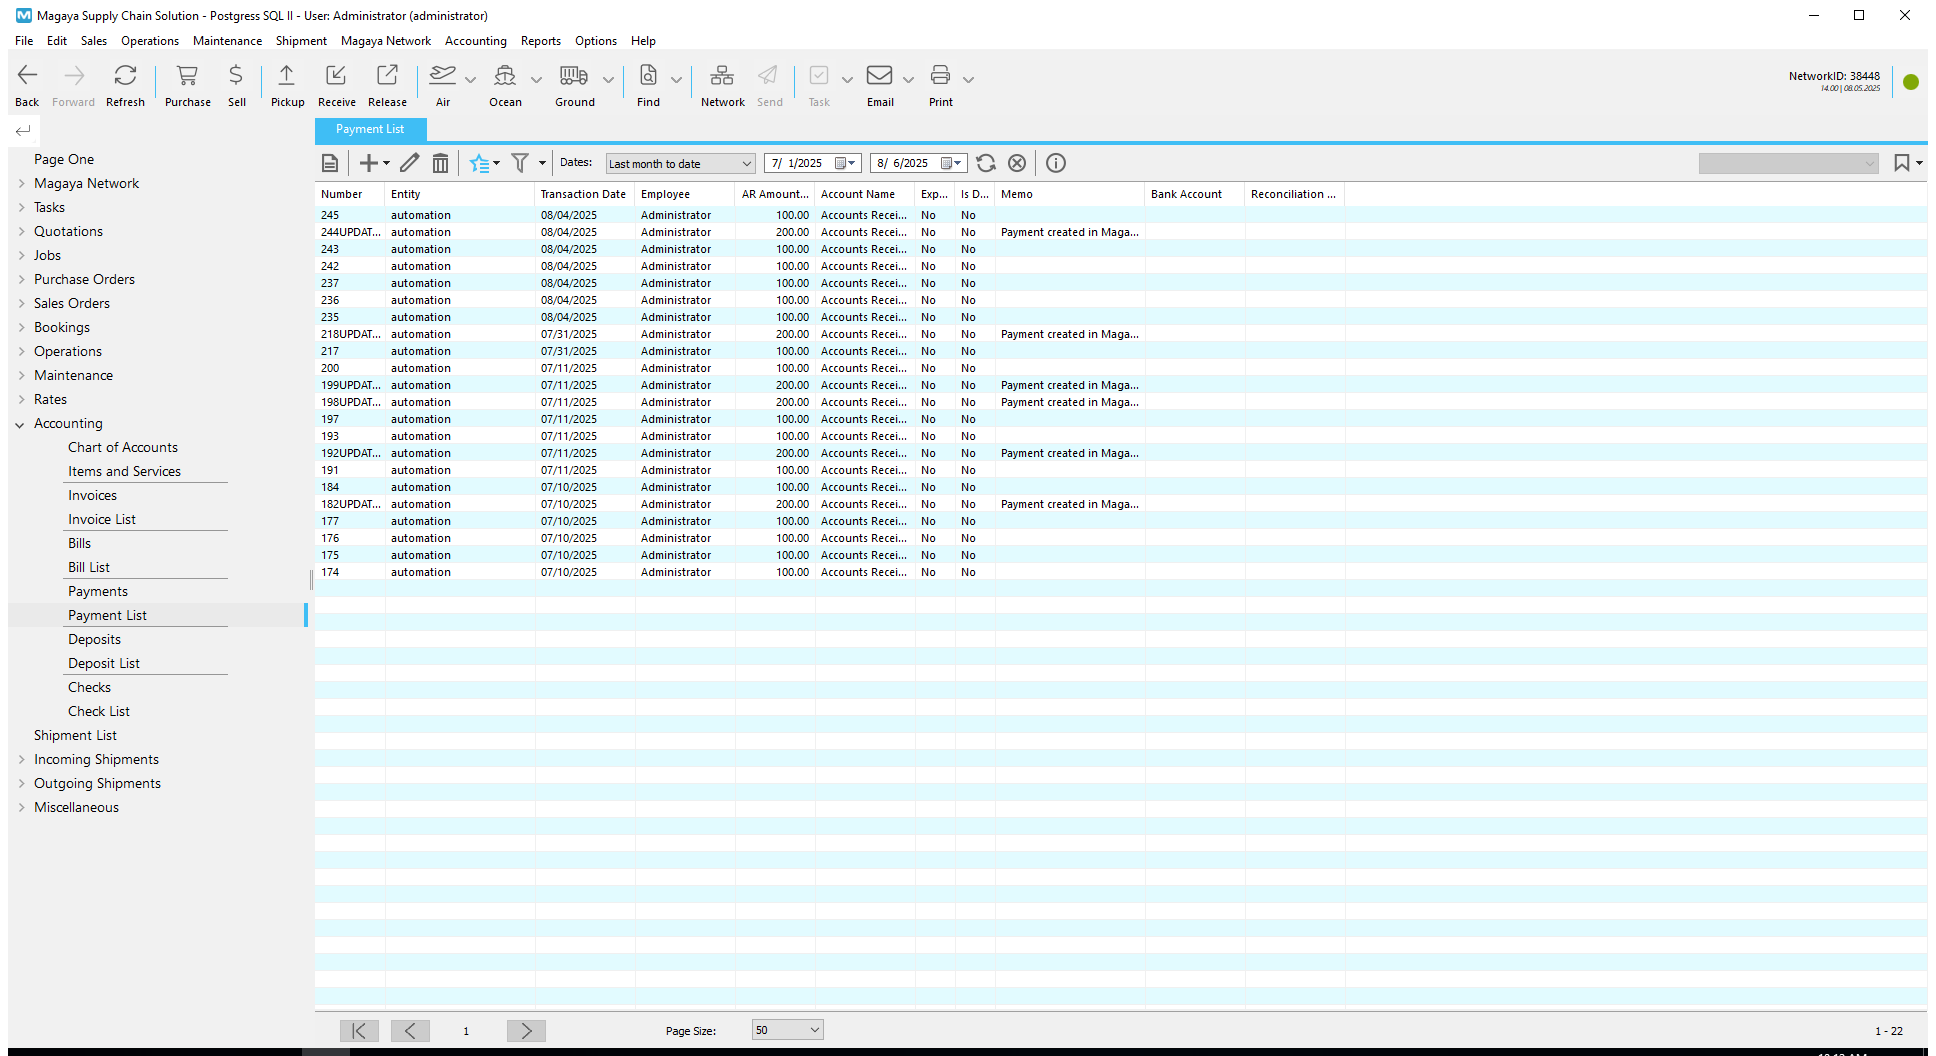 Magaya Supply Chain Solution - Postgress SQL II - User: Administrator (administrator)
File Edit Sales Operations Maintenance Shipment Magaya Network Accounting Reports Options Help
Back Forward Refresh Purchase Sell Pickup Receive Release Air Ocean Ground Find Network Send Task Email Print
NetworkID: 38448
14.00 | 08.05.2025
Page One
Magaya Network
Tasks
Quotations
Jobs
Purchase Orders
Sales Orders
Bookings
Operations
Maintenance
Rates
Accounting
Chart of Accounts
Items and Services
Invoices
Invoice List
Bills
Bill List
Payments
Payment List
Deposits
Deposit List
Checks
Check List
Shipment List
Incoming Shipments
Outgoing Shipments
Miscellaneous
Payment List
Dates: Last month to date 7/ 1/2025 8/ 6/2025
Number Entity Transaction Date Employee AR Amount... Account Name Exp... Is D... Memo Bank Account Reconciliation ...
245 automation 08/04/2025 Administrator 100.00 Accounts Recei... No No
244UPDAT... automation 08/04/2025 Administrator 200.00 Accounts Recei... No No Payment created in Maga...
243 automation 08/04/2025 Administrator 100.00 Accounts Recei... No No
242 automation 08/04/2025 Administrator 100.00 Accounts Recei... No No
237 automation 08/04/2025 Administrator 100.00 Accounts Recei... No No
236 automation 08/04/2025 Administrator 100.00 Accounts Recei... No No
235 automation 08/04/2025 Administrator 100.00 Accounts Recei... No No
218UPDAT... automation 07/31/2025 Administrator 200.00 Accounts Recei... No No Payment created in Maga...
217 automation 07/31/2025 Administrator 100.00 Accounts Recei... No No
200 automation 07/11/2025 Administrator 100.00 Accounts Recei... No No
199UPDAT... automation 07/11/2025 Administrator 200.00 Accounts Recei... No No Payment created in Maga...
198UPDAT... automation 07/11/2025 Administrator 200.00 Accounts Recei... No No Payment created in Maga...
197 automation 07/11/2025 Administrator 100.00 Accounts Recei... No No
193 automation 07/11/2025 Administrator 100.00 Accounts Recei... No No
192UPDAT... automation 07/11/2025 Administrator 200.00 Accounts Recei... No No Payment created in Maga...
191 automation 07/11/2025 Administrator 100.00 Accounts Recei... No No
184 automation 07/10/2025 Administrator 100.00 Accounts Recei... No No
182UPDAT... automation 07/10/2025 Administrator 200.00 Accounts Recei... No No Payment created in Maga...
177 automation 07/10/2025 Administrator 100.00 Accounts Recei... No No
176 automation 07/10/2025 Administrator 100.00 Accounts Recei... No No
175 automation 07/10/2025 Administrator 100.00 Accounts Recei... No No
174 automation 07/10/2025 Administrator 100.00 Accounts Recei... No No
1 Page Size: 50 1 - 22